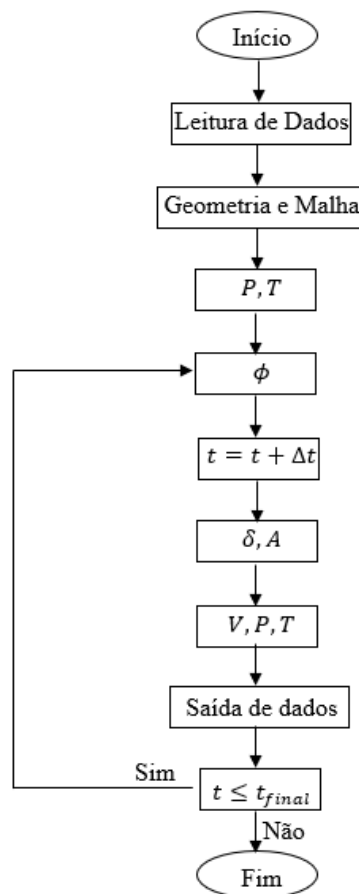 Início
Leitura de Dados
Geometria e Malha
P, T
ϕ
t = t + Δt
δ, A
V, P, T
Saída de dados
Sim
t ≤ t_final
Não
Fim